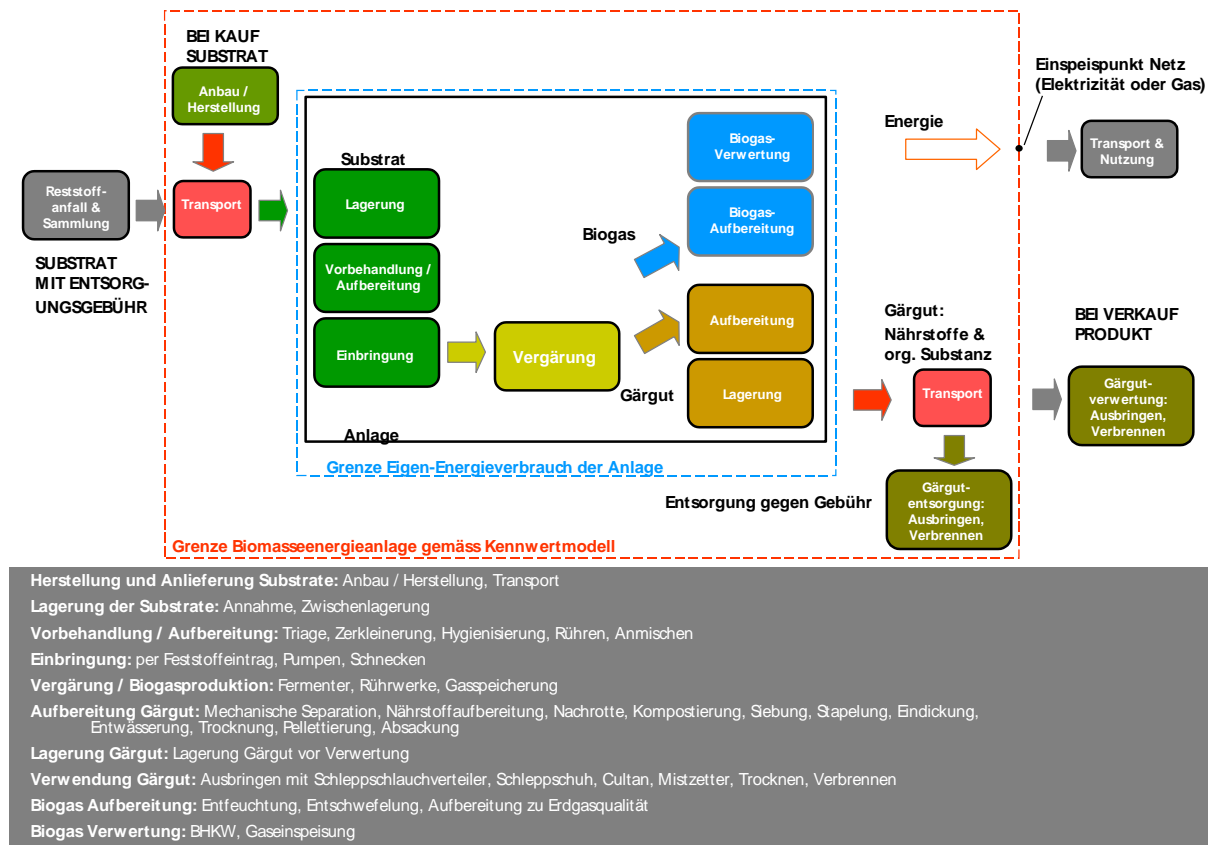 BEI KAUF
SUBSTRAT
Anbau /
Herstellung
Einspeispunkt Netz
(Elektrizität oder Gas)
Energie
Transport &
Nutzung
Reststoff-
anfall &
Sammlung
Transport
SUBSTRAT
MIT ENTSORG-
UNGSGEBÜHR
Substrat
Lagerung
Vorbehandlung /
Aufbereitung
Einbringung
Vergärung
Biogas
Biogas-
Verwertung
Biogas-
Aufbereitung
Gärgut
Aufbereitung
Lagerung
Anlage
Grenze Eigen-Energieverbrauch der Anlage
Gärgut:
Nährstoffe &
org. Substanz
Transport
BEI VERKAUF
PRODUKT
Gärgut-
verwertung:
Ausbringen,
Verbrennen
Entsorgung gegen Gebühr
Gärgut-
entsorgung:
Ausbringen,
Verbrennen
Grenze Biomasseenergieanlage gemäss Kennwertmodell
Herstellung und Anlieferung Substrate: Anbau / Herstellung, Transport
Lagerung der Substrate: Annahme, Zwischenlagerung
Vorbehandlung / Aufbereitung: Triage, Zerkleinerung, Hygienisierung, Rühren, Anmischen
Einbringung: per Feststoffeintrag, Pumpen, Schnecken
Vergärung / Biogasproduktion: Fermenter, Rührwerke, Gasspeicherung
Aufbereitung Gärgut: Mechanische Separation, Nährstoffaufbereitung, Nachrotte, Kompostierung, Siebung, Stapelung, Eindickung,
Entwässerung, Trocknung, Pellettierung, Absackung
Lagerung Gärgut: Lagerung Gärgut vor Verwertung
Verwendung Gärgut: Ausbringen mit Schleppschlauchverteiler, Schleppschuh, Cultan, Mistzetter, Trocknen, Verbrennen
Biogas Aufbereitung: Entfeuchtung, Entschwefelung, Aufbereitung zu Erdgasqualität
Biogas Verwertung: BHKW, Gaseinspeisung